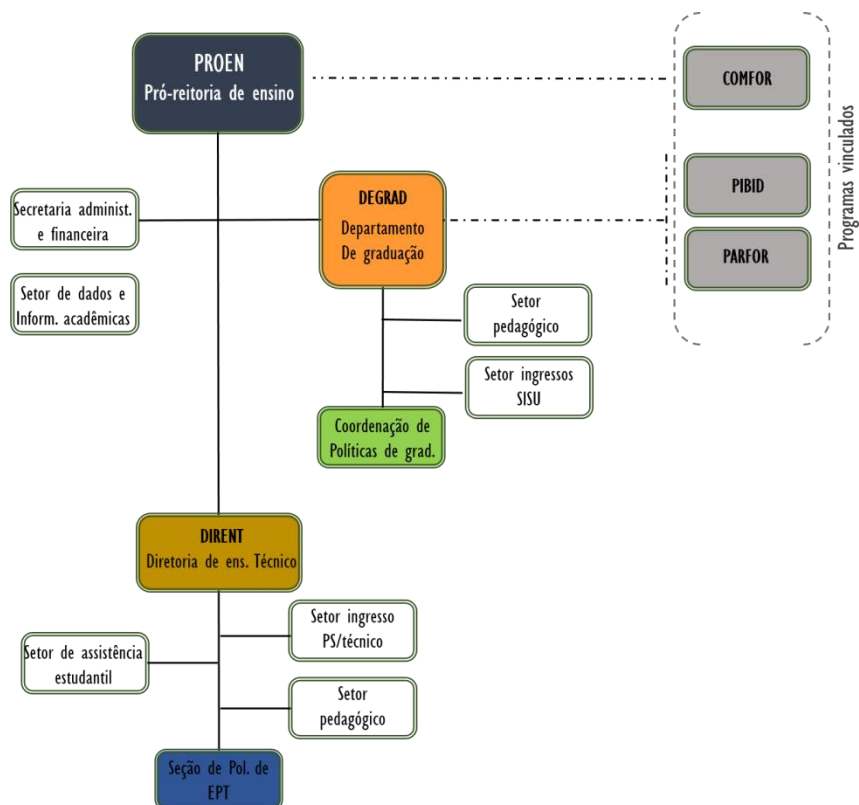 PROEN
Pró-reitoria de ensino
COMFOR
Programas vinculados
PIBID
PARFOR
Secretaria administ.
e financeira
DEGRAD
Departamento
De graduação
Setor de dados e
Inform. acadêmicas
Setor
pedagógico
Setor ingressos
SISU
Coordenação de
Políticas de grad.
DIRENT
Diretoria de ens. Técnico
Setor ingresso
PS/técnico
Setor de assistência
estudantil
Setor
pedagógico
Seção de Pol. de
EPT